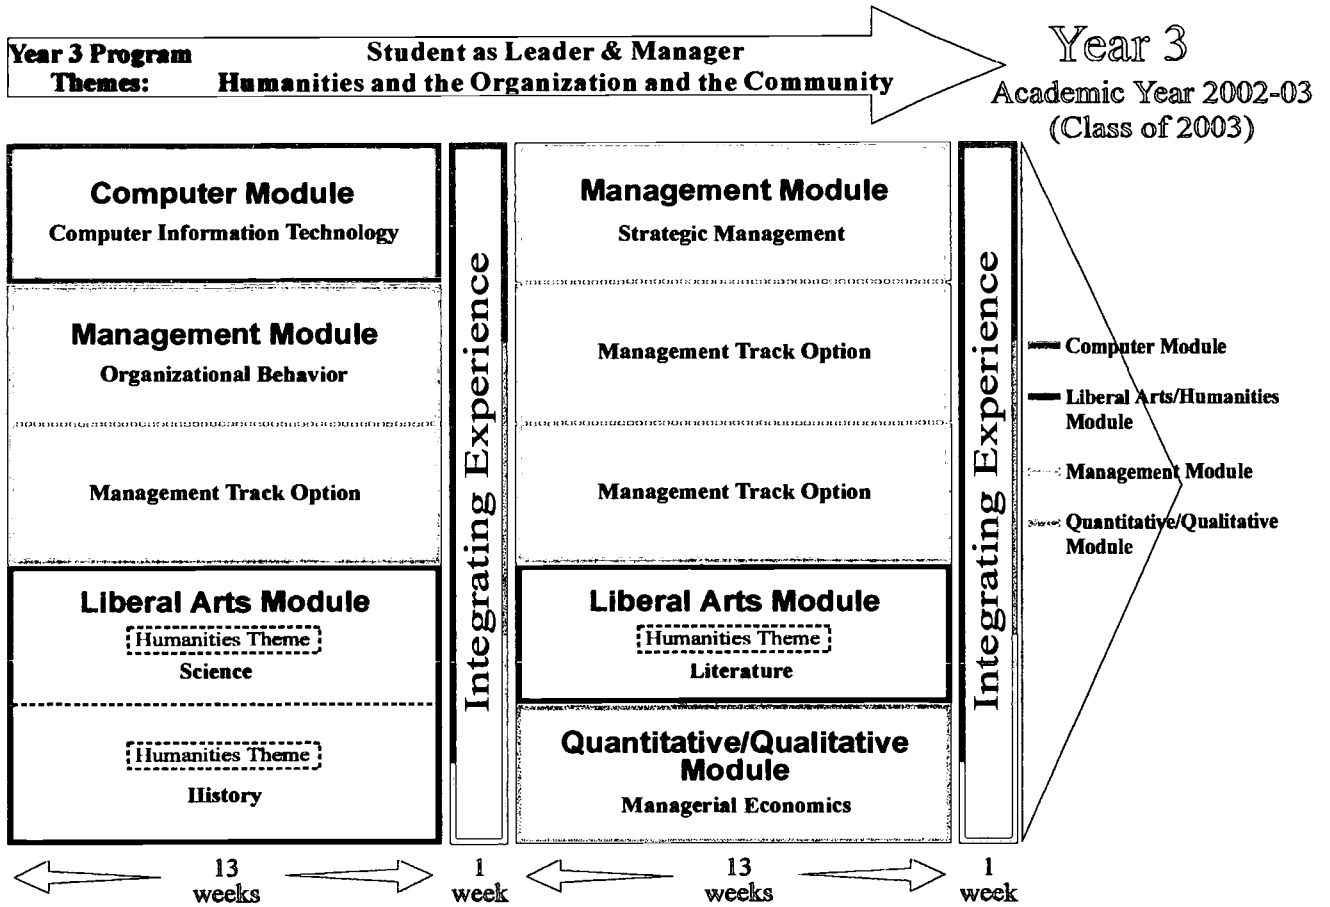 Year 3 Program
Themes:
Student as Leader & Manager
Humanities and the Organization and the Community
Year 3
Academic Year 2002-03
(Class of 2003)
Computer Module
Computer Information Technology
Management Module
Organizational Behavior
Management Track Option
Liberal Arts Module
Humanities Theme
Science
Humanities Theme
History
Integrating Experience
Management Module
Strategic Management
Management Track Option
Management Track Option
Liberal Arts Module
Humanities Theme
Literature
Quantitative/Qualitative
Module
Managerial Economics
Integrating Experience
Computer Module
Liberal Arts/Humanities
Module
Management Module
Quantitative/Qualitative
Module
13
weeks
1
week
13
weeks
1
week